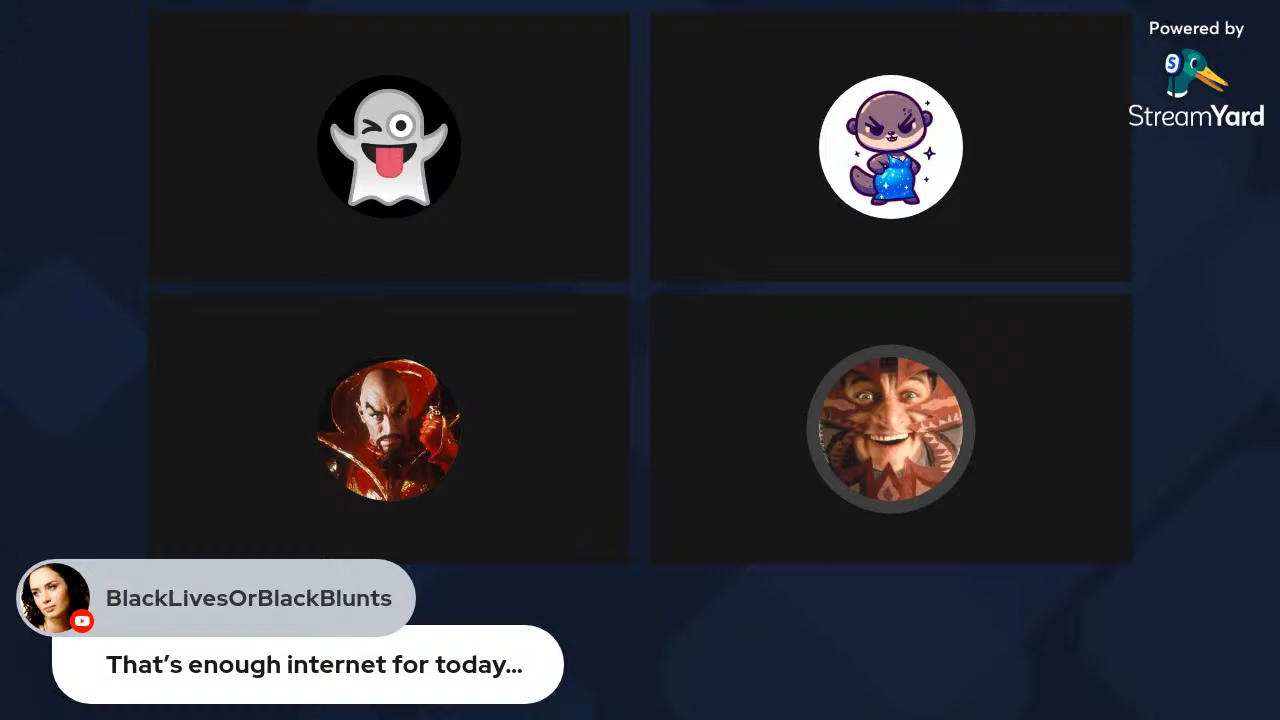 Powered by
S
StreamYard
BlackLivesOrBlackBlunts
That’s enough internet for today...